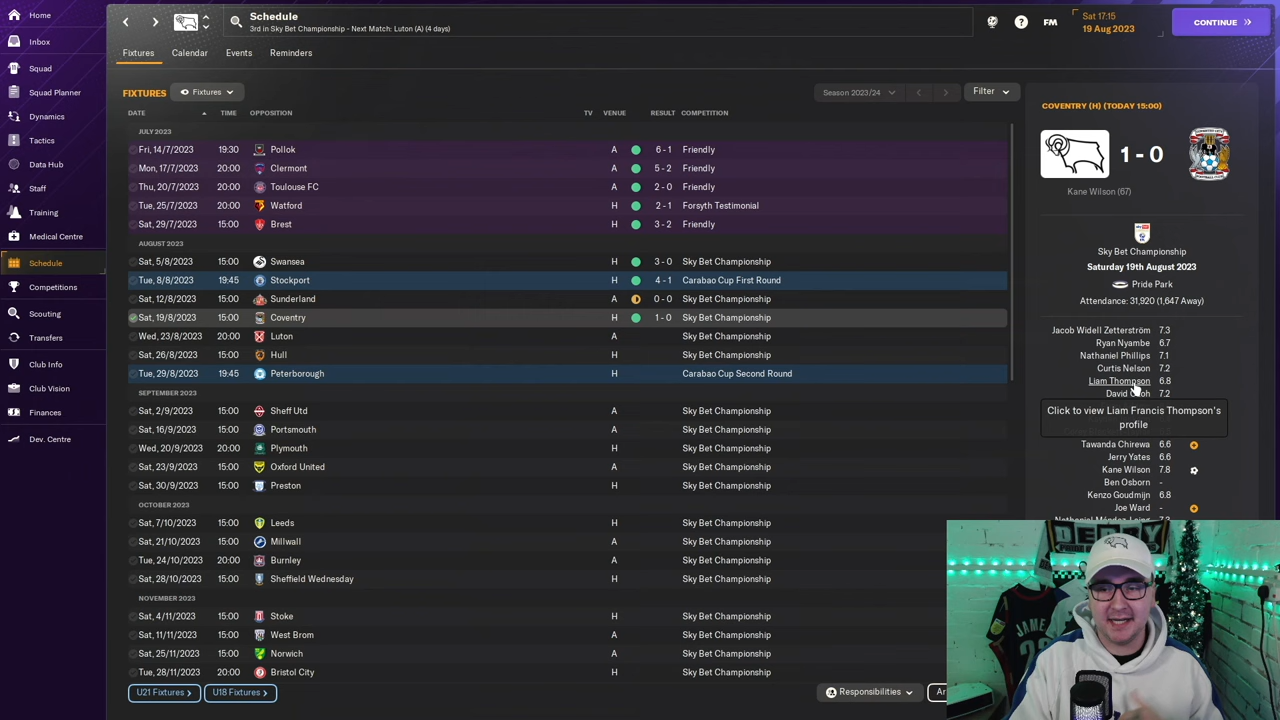 Home
Inbox
Squad
Squad Planner
Dynamics
Tactics
Data Hub
Staff
Training
Medical Centre
Schedule
Competitions
Scouting
Transfers
Club Info
Club Vision
Finances
Dev. Centre
Schedule
3rd in Sky Bet Championship - Next Match: Luton (A) (4 days)
FM
Sat 17:15
19 Aug 2023
CONTINUE
Fixtures Calendar Events Reminders
FIXTURES Fixtures Season 2023/24 Filter
DATE TIME OPPOSITION TV VENUE RESULT COMPETITION
JULY 2023
Fri, 14/7/2023 19:30 Pollok A 6 - 1 Friendly
Mon, 17/7/2023 20:00 Clermont A 5 - 2 Friendly
Thu, 20/7/2023 20:00 Toulouse FC A 2 - 0 Friendly
Tue, 25/7/2023 20:00 Watford H 2 - 1 Forsyth Testimonial
Sat, 29/7/2023 15:00 Brest H 3 - 2 Friendly
AUGUST 2023
Sat, 5/8/2023 15:00 Swansea H 3 - 0 Sky Bet Championship
Tue, 8/8/2023 19:45 Stockport H 4 - 1 Carabao Cup First Round
Sat, 12/8/2023 15:00 Sunderland A 0 - 0 Sky Bet Championship
Sat, 19/8/2023 15:00 Coventry H 1 - 0 Sky Bet Championship
Wed, 23/8/2023 20:00 Luton A Sky Bet Championship
Sat, 26/8/2023 15:00 Hull H Sky Bet Championship
Tue, 29/8/2023 19:45 Peterborough H Carabao Cup Second Round
SEPTEMBER 2023
Sat, 2/9/2023 15:00 Sheff Utd A Sky Bet Championship
Sat, 16/9/2023 15:00 Portsmouth A Sky Bet Championship
Wed, 20/9/2023 20:00 Plymouth H Sky Bet Championship
Sat, 23/9/2023 15:00 Oxford United A Sky Bet Championship
Sat, 30/9/2023 15:00 Preston H Sky Bet Championship
OCTOBER 2023
Sat, 7/10/2023 15:00 Leeds H Sky Bet Championship
Sat, 21/10/2023 15:00 Millwall A Sky Bet Championship
Tue, 24/10/2023 20:00 Burnley A Sky Bet Championship
Sat, 28/10/2023 15:00 Sheffield Wednesday H Sky Bet Championship
NOVEMBER 2023
Sat, 4/11/2023 15:00 Stoke H Sky Bet Championship
Sat, 11/11/2023 15:00 West Brom A Sky Bet Championship
Sat, 25/11/2023 15:00 Norwich A Sky Bet Championship
Tue, 28/11/2023 20:00 Bristol City H Sky Bet Championship
U21 Fixtures U18 Fixtures Responsibilities
COVENTRY (H) (TODAY 15:00)
1 - 0
Kane Wilson (67)
Sky Bet Championship
Saturday 19th August 2023
Pride Park
Attendance: 31,920 (1,647 Away)
Jacob Widell Zetterström 7.3
Ryan Nyambe 6.7
Nathaniel Phillips 7.1
Curtis Nelson 7.2
Liam Thompson 6.8
David 7.2
Click to view Liam Francis Thompson's
profile
Tawanda Chirewa 6.6
Jerry Yates 6.6
Kane Wilson 7.8
Ben Osborn -
Kenzo Goudmijn 6.8
Joe Ward -
DERBY